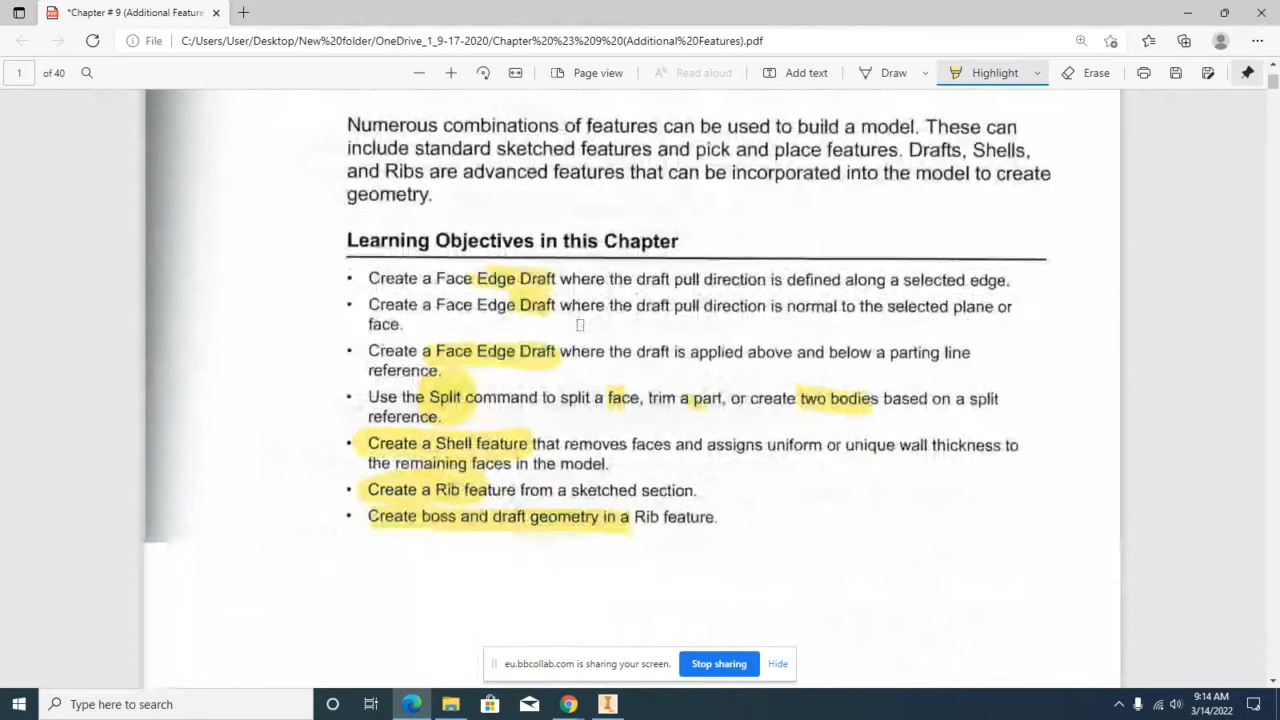 *Chapter # 9 (Additional Feature
File
C:/Users/User/Desktop/New%20folder/OneDrive_1_9-17-2020/Chapter%20%23%209%20(Additional%20Features).pdf
1 of 40
Page view
Read aloud
Add text
Draw
Highlight
Erase
Numerous combinations of features can be used to build a model. These can
include standard sketched features and pick and place features. Drafts, Shells,
and Ribs are advanced features that can be incorporated into the model to create
geometry.
Learning Objectives in this Chapter
• Create a Face Edge Draft where the draft pull direction is defined along a selected edge.
• Create a Face Edge Draft where the draft pull direction is normal to the selected plane or
face.
• Create a Face Edge Draft where the draft is applied above and below a parting line
reference.
• Use the Split command to split a face, trim a part, or create two bodies based on a split
reference.
• Create a Shell feature that removes faces and assigns uniform or unique wall thickness to
the remaining faces in the model.
• Create a Rib feature from a sketched section.
• Create boss and draft geometry in a Rib feature.
eu.bbcollab.com is sharing your screen.
Stop sharing
Hide
Type here to search
9:14 AM
3/14/2022